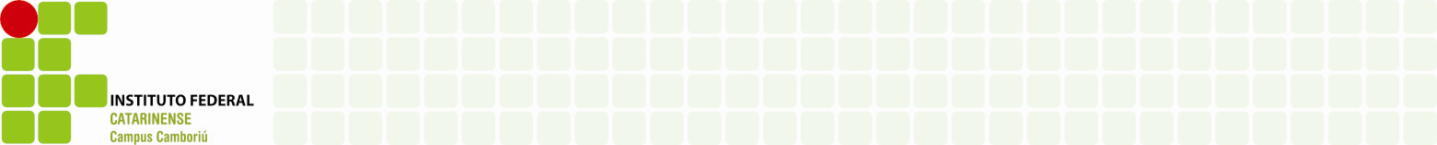 INSTITUTO FEDERAL
CATARINENSE
Campus Camboriú